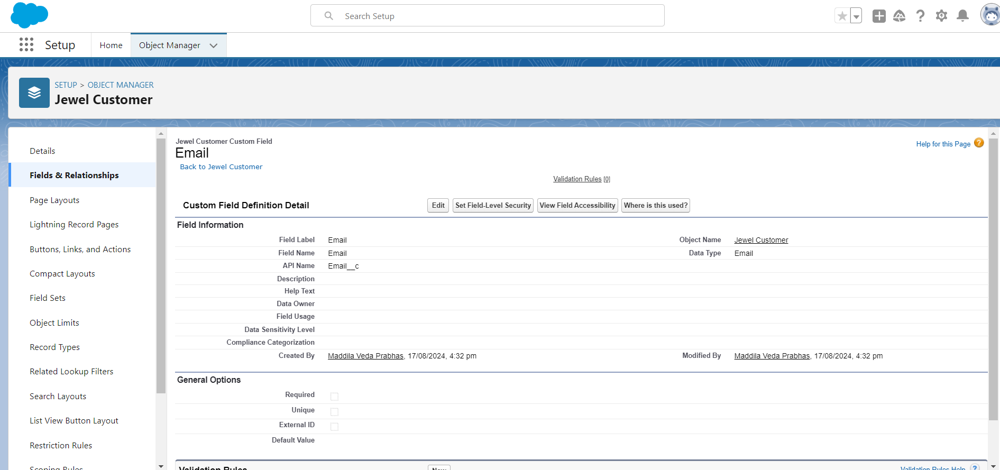 Search Setup
Setup
Home
Object Manager
SETUP > OBJECT MANAGER
Jewel Customer
Details
Fields & Relationships
Page Layouts
Lightning Record Pages
Buttons, Links, and Actions
Compact Layouts
Field Sets
Object Limits
Record Types
Related Lookup Filters
Search Layouts
List View Button Layout
Restriction Rules
Scoping Rules
Jewel Customer Custom Field
Email
Help for this Page
Back to Jewel Customer
Validation Rules [0]
Custom Field Definition Detail
Edit
Set Field-Level Security
View Field Accessibility
Where is this used?
Field Information
Field Label Email Object Name Jewel Customer
Field Name Email Data Type Email
API Name Email__c
Description
Help Text
Data Owner
Field Usage
Data Sensitivity Level
Compliance Categorization
Created By Maddila Veda Prabhas, 17/08/2024, 4:32 pm Modified By Maddila Veda Prabhas, 17/08/2024, 4:32 pm
General Options
Required
Unique
External ID
Default Value
Validation Rules
New
Validation Rules Help